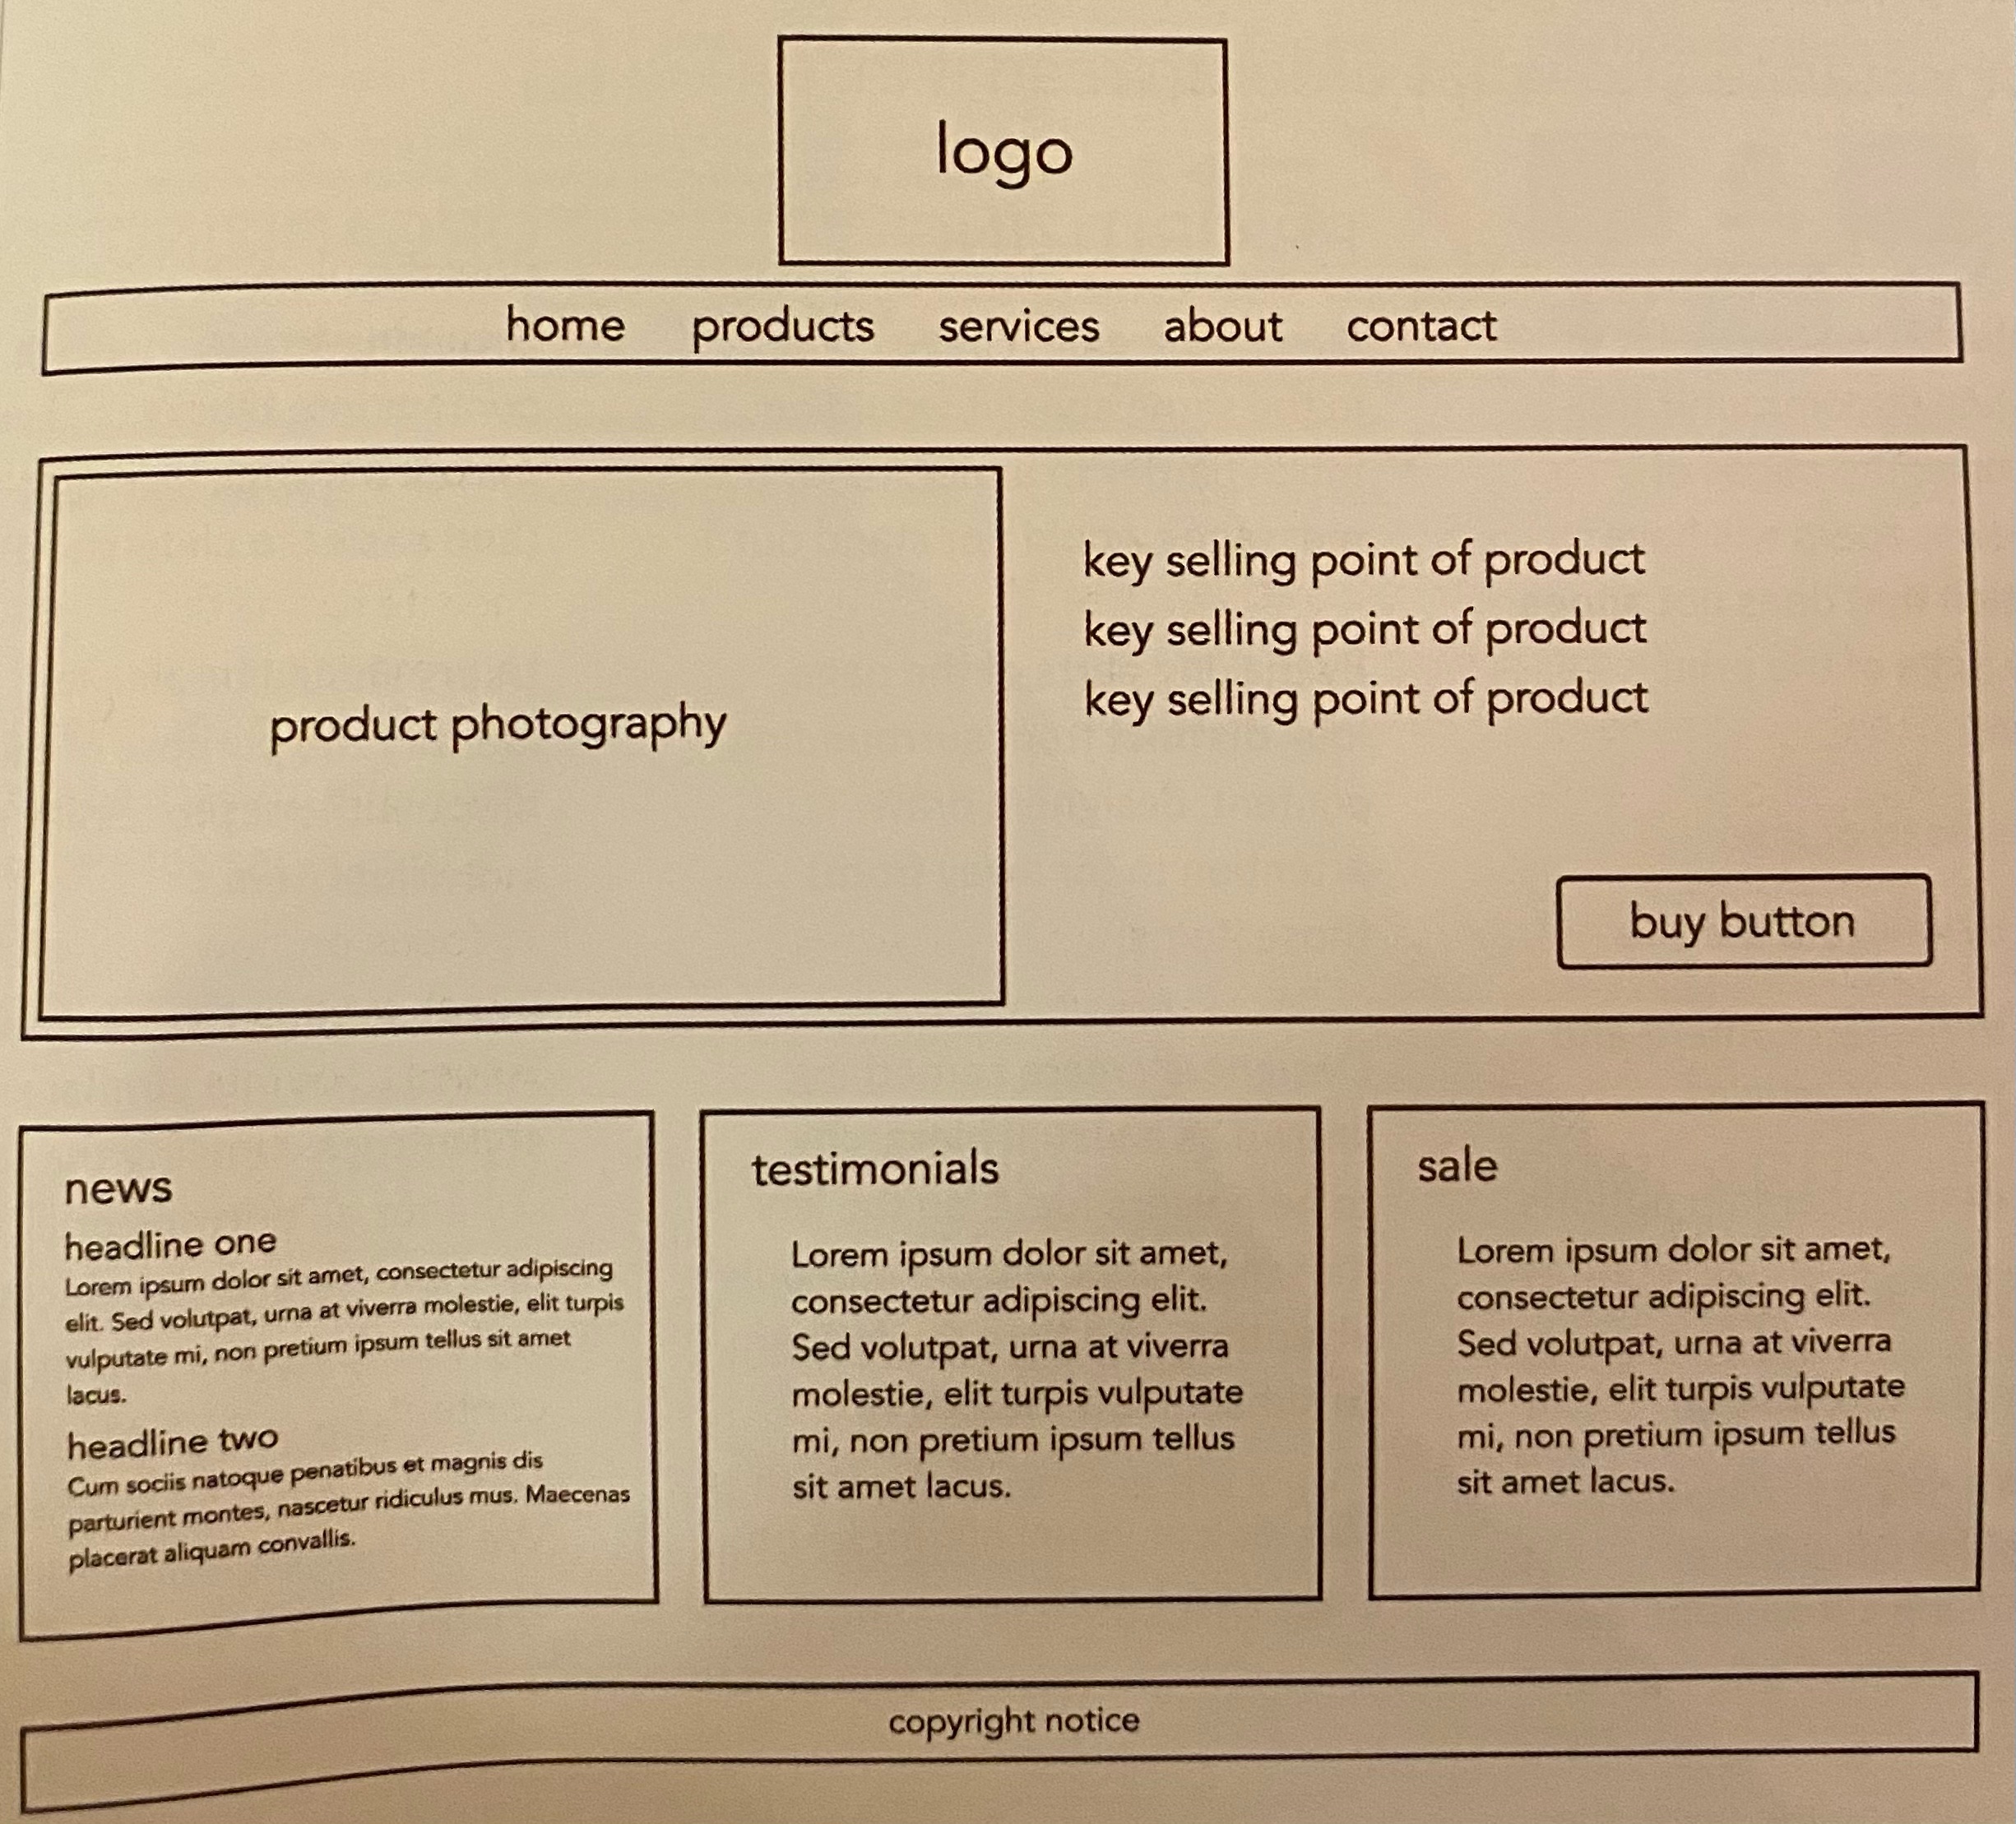 logo
home products services about contact
product photography
key selling point of product
key selling point of product
key selling point of product
buy button
news
headline one
Lorem ipsum dolor sit amet, consectetur adipiscing
elit. Sed volutpat, urna at viverra molestie, elit turpis
vulputate mi, non pretium ipsum tellus sit amet
lacus.
headline two
Cum sociis natoque penatibus et magnis dis
parturient montes, nascetur ridiculus mus. Maecenas
placerat aliquam convallis.
testimonials
Lorem ipsum dolor sit amet,
consectetur adipiscing elit.
Sed volutpat, urna at viverra
molestie, elit turpis vulputate
mi, non pretium ipsum tellus
sit amet lacus.
sale
Lorem ipsum dolor sit amet,
consectetur adipiscing elit.
Sed volutpat, urna at viverra
molestie, elit turpis vulputate
mi, non pretium ipsum tellus
sit amet lacus.
copyright notice